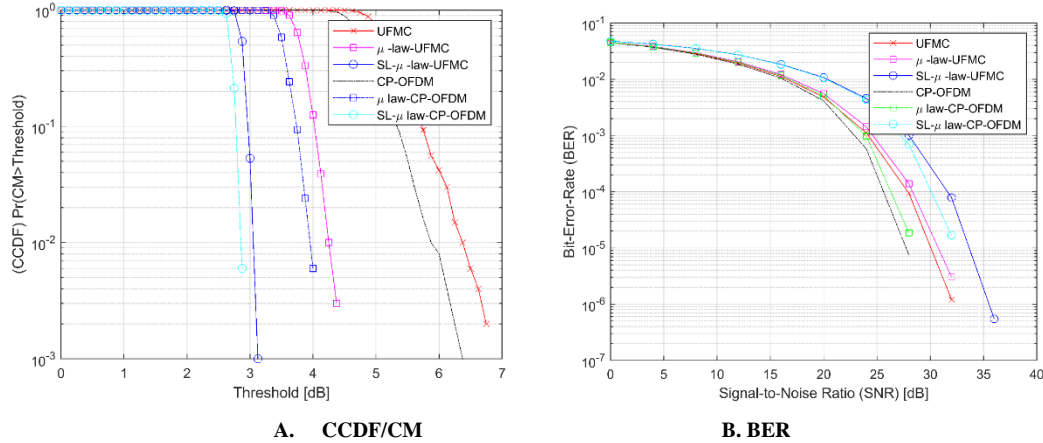 10^0
10^-1
10^-2
10^-3
0 1 2 3 4 5 6 7
(CCDF) Pr(CM>Threshold)
Threshold [dB]
UFMC
μ -law-UFMC
SL-μ -law-UFMC
CP-OFDM
μ law-CP-OFDM
SL-μ law-CP-OFDM
A. CCDF/CM
10^-1
10^-2
10^-3
10^-4
10^-5
10^-6
10^-7
0 5 10 15 20 25 30 35 40
Bit-Error-Rate (BER)
Signal-to-Noise Ratio (SNR) [dB]
UFMC
μ -law-UFMC
SL-μ -law-UFMC
CP-OFDM
μ law-CP-OFDM
SL-μ law-CP-OFDM
B. BER